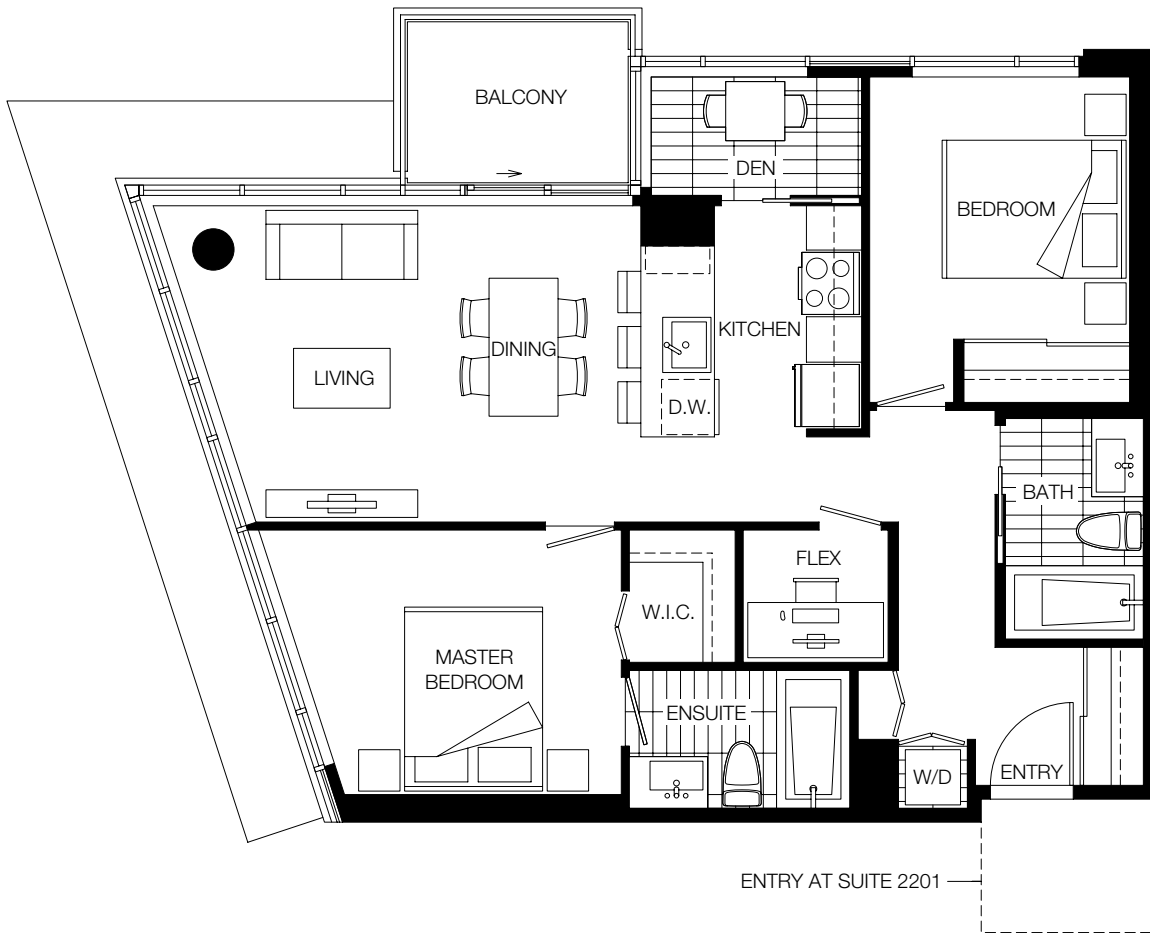 BALCONY
DEN
BEDROOM
KITCHEN
DINING
LIVING
D.W.
BATH
FLEX
W.I.C.
MASTER
BEDROOM
ENSUITE
W/D
ENTRY
ENTRY AT SUITE 2201